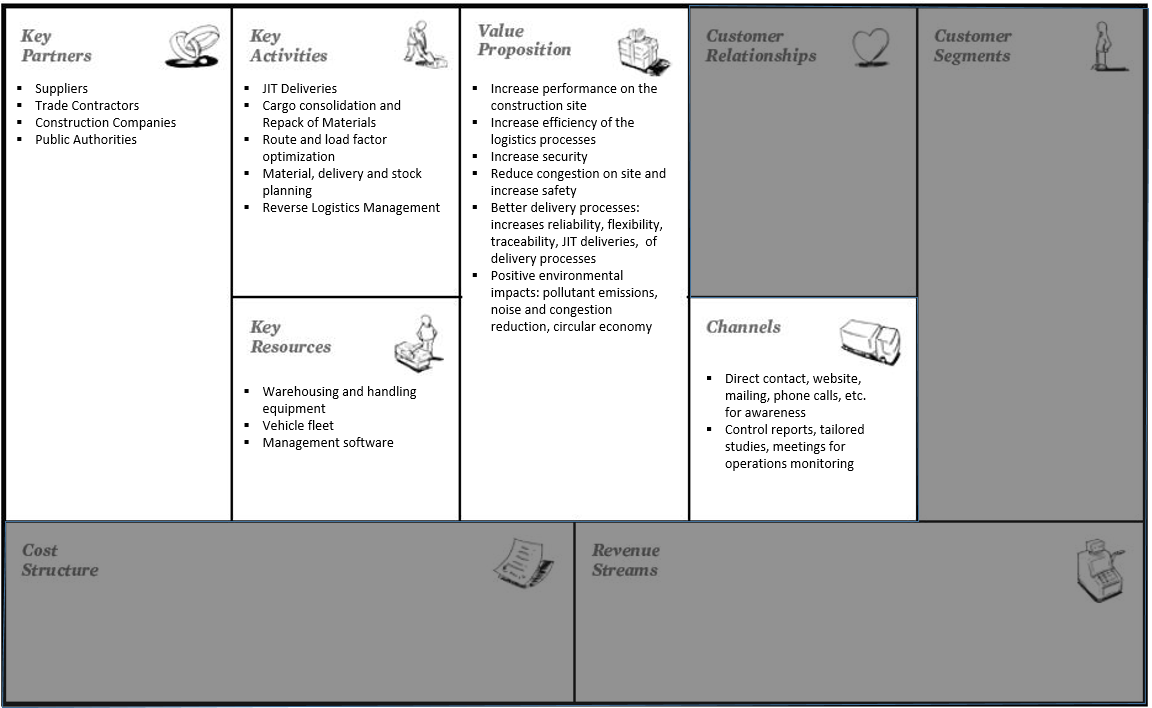 Key
Partners
▪ Suppliers
▪ Trade Contractors
▪ Construction Companies
▪ Public Authorities
Key
Activities
▪ JIT Deliveries
▪ Cargo consolidation and
Repack of Materials
▪ Route and load factor
optimization
▪ Material, delivery and stock
planning
▪ Reverse Logistics Management
Key
Resources
▪ Warehousing and handling
equipment
▪ Vehicle fleet
▪ Management software
Value
Proposition
▪ Increase performance on the
construction site
▪ Increase efficiency of the
logistics processes
▪ Increase security
▪ Reduce congestion on site and
increase safety
▪ Better delivery processes:
increases reliability, flexibility,
traceability, JIT deliveries,  of
delivery processes
▪ Positive environmental
impacts: pollutant emissions,
noise and congestion
reduction, circular economy
Customer
Relationships
Channels
▪ Direct contact, website,
mailing, phone calls, etc.
for awareness
▪ Control reports, tailored
studies, meetings for
operations monitoring
Customer
Segments
Cost
Structure
Revenue
Streams